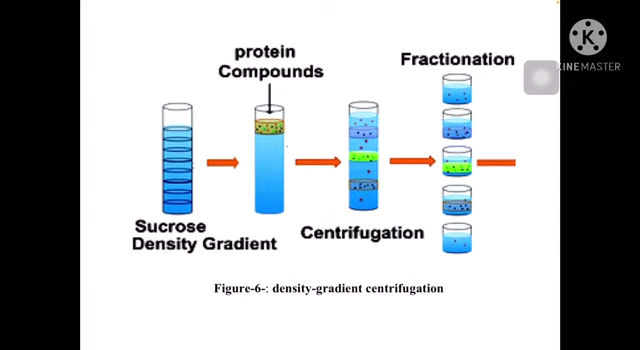 protein
Compounds
Fractionation
K
KINEMASTER
Sucrose
Density Gradient
Centrifugation
Figure-6-: density-gradient centrifugation